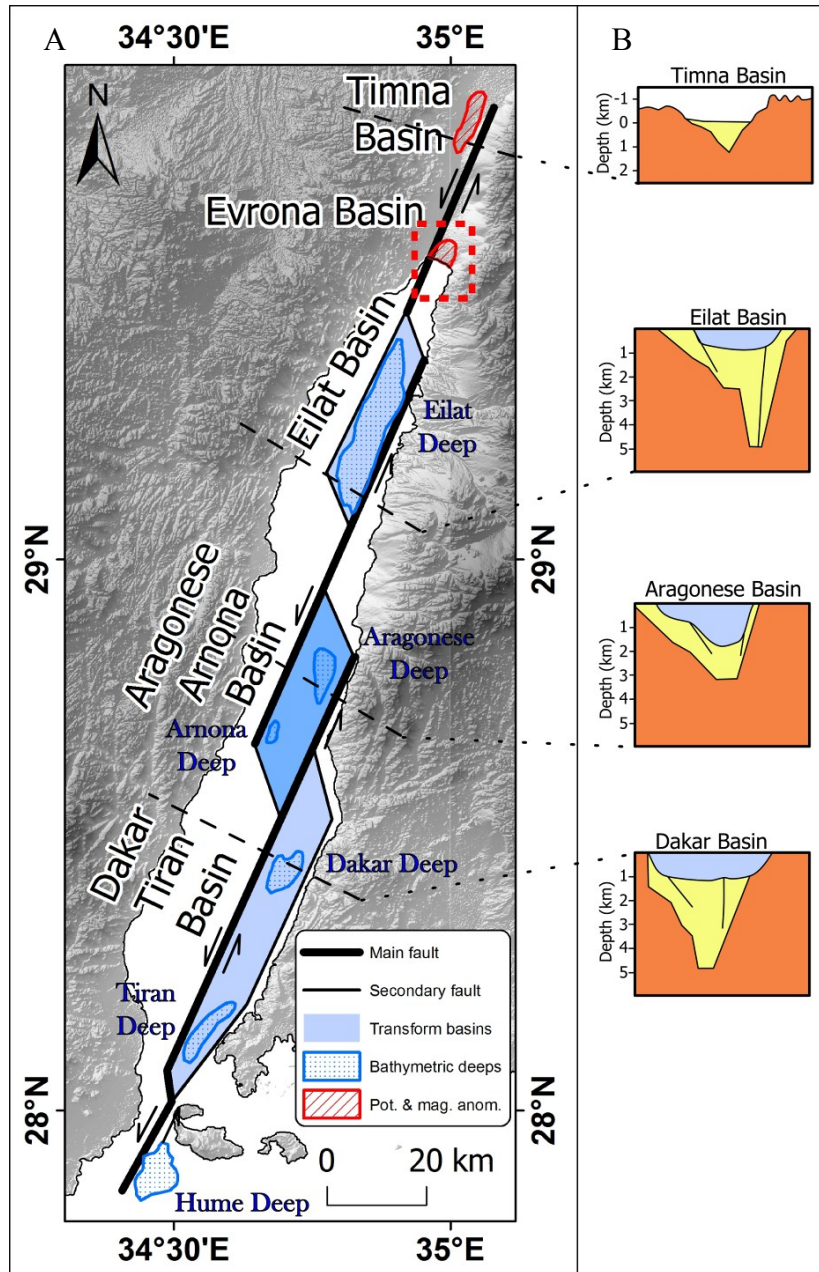 A
34°30'E
35°E
N
Timna
Basin
Evrona Basin
Eilat Basin
Eilat
Deep
29°N
29°N
Aragonese
Arnona
Basin
Aragonese
Deep
Arnona
Deep
Dakar
Tiran
Basin
Dakar Deep
Tiran
Deep
Main fault
Secondary fault
Transform basins
Bathymetric deeps
Pot. & mag. anom.
28°N
28°N
0 20 km
Hume Deep
34°30'E
35°E
B
Timna Basin
Depth (km)
-1
0
1
2
Eilat Basin
Depth (km)
1
2
3
4
5
Aragonese Basin
Depth (km)
1
2
3
4
5
Dakar Basin
Depth (km)
1
2
3
4
5